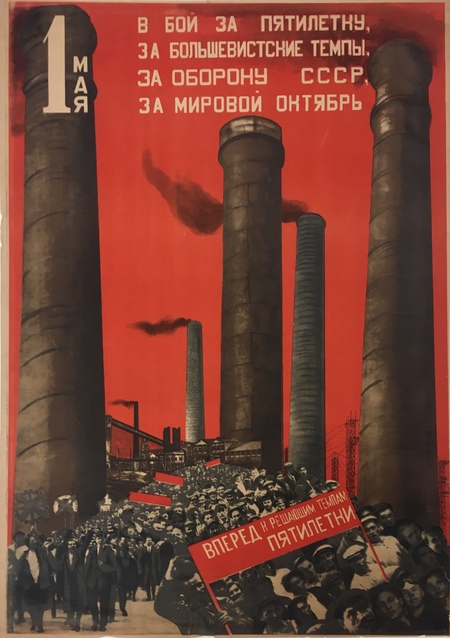 1 МАЯ
В БОЙ ЗА ПЯТИЛЕТКУ,
ЗА БОЛЬШЕВИСТСКИЕ ТЕМПЫ,
ЗА ОБОРОНУ СССР,
ЗА МИРОВОЙ ОКТЯБРЬ
ВПЕРЕД К РЕШАЮЩИМ ТЕМПАМ
ПЯТИЛЕТКИ